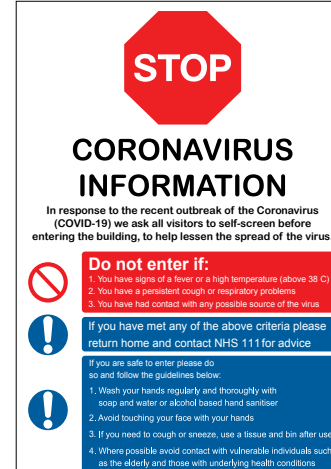 STOP
CORONAVIRUS
INFORMATION
In response to the recent outbreak of the Coronavirus
(COVID-19) we ask all visitors to self-screen before
entering the building, to help lessen the spread of the virus
Do not enter if:
1. You have signs of a fever or a high temperature (above 38 C)
2. You have a persistent cough or respiratory problems
3. You have had contact with any possible source of the virus
If you have met any of the above criteria please
return home and contact NHS 111 for advice
If you are safe to enter please do
so and follow the guidelines below:
1. Wash your hands regularly and thoroughly with
soap and water or alcohol based hand sanitiser
2. Avoid touching your face with your hands
3. If you need to cough or sneeze, use a tissue and bin after use
4. Where possible avoid contact with vulnerable individuals such
as the elderly and those with underlying health conditions